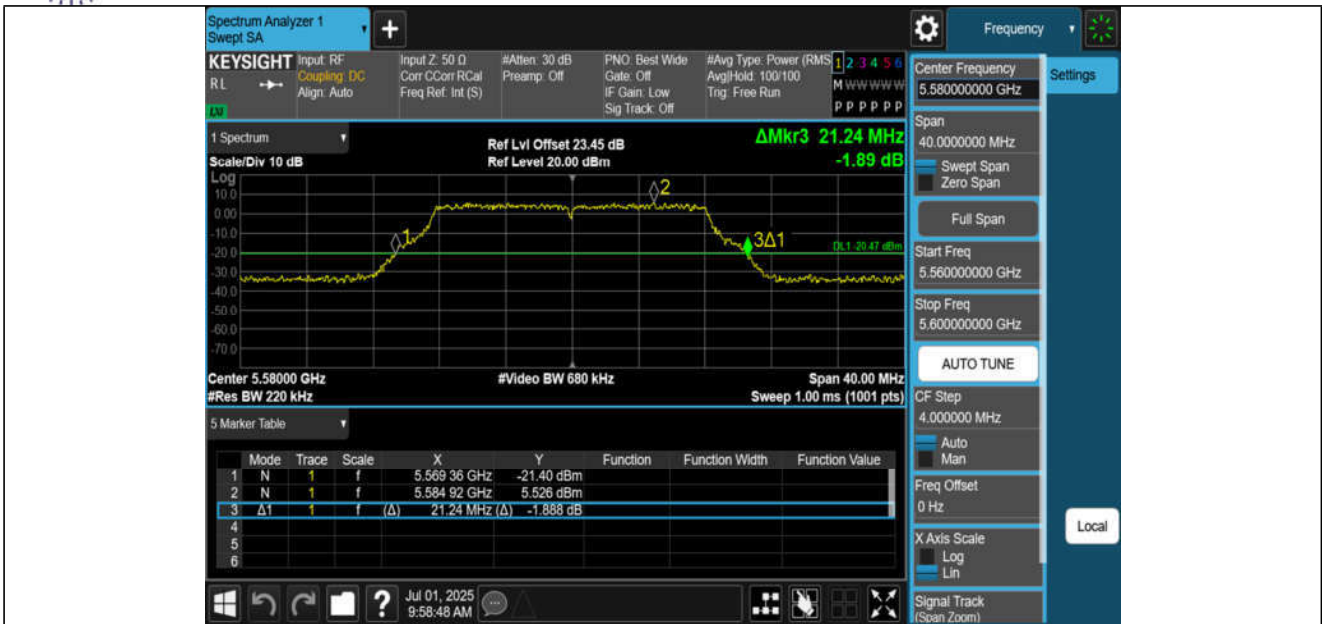 Spectrum Analyzer 1
Swept SA
+
Frequency
KEYSIGHT
RL
LV
Input: RF
Coupling: DC
Align: Auto
Input Z: 50 Ω
Corr CCorr RCal
Freq Ref: Int (S)
#Atten: 30 dB
Preamp: Off
PNO: Best Wide
Gate: Off
IF Gain: Low
Sig Track: Off
#Avg Type: Power (RMS
Avg|Hold: 100/100
Trig: Free Run
1 2 3 4 5 6
M W W W W W
P P P P P P
1 Spectrum
Scale/Div 10 dB
Ref Lvl Offset 23.45 dB
Ref Level 20.00 dBm
ΔMkr3 21.24 MHz
-1.89 dB
Log
10.0
0.00
-10.0
-20.0
-30.0
-40.0
-50.0
-60.0
-70.0
1
2
3Δ1
DL1 -20.47 dBm
Center 5.58000 GHz
#Res BW 220 kHz
#Video BW 680 kHz
Span 40.00 MHz
Sweep 1.00 ms (1001 pts)
5 Marker Table
Mode Trace Scale X Y Function Function Width Function Value
1 N 1 f 5.569 36 GHz -21.40 dBm
2 N 1 f 5.584 92 GHz 5.526 dBm
3 Δ1 1 f (Δ) 21.24 MHz (Δ) -1.888 dB
4
5
6
?
Jul 01, 2025
9:58:48 AM
Center Frequency
5.580000000 GHz
Span
40.0000000 MHz
Swept Span
Zero Span
Full Span
Start Freq
5.560000000 GHz
Stop Freq
5.600000000 GHz
AUTO TUNE
CF Step
4.000000 MHz
Auto
Man
Freq Offset
0 Hz
X Axis Scale
Log
Lin
Signal Track
(Span Zoom)
Settings
Local